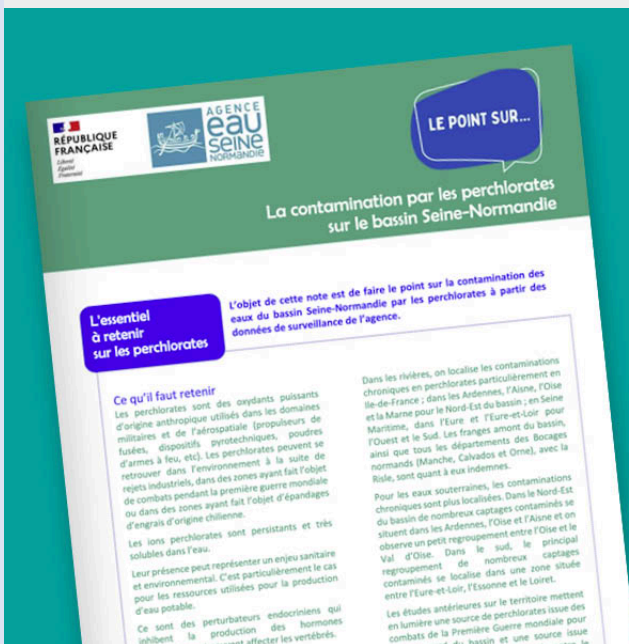 RÉPUBLIQUE
FRANÇAISE
Liberté
Égalité
Fraternité
AGENCE
eau
SEINE
NORMANDIE
LE POINT SUR...
La contamination par les perchlorates
sur le bassin Seine-Normandie
L'essentiel
à retenir
sur les perchlorates
L'objet de cette note est de faire le point sur la contamination des
eaux du bassin Seine-Normandie par les perchlorates à partir des
données de surveillance de l'agence.
Ce qu'il faut retenir
Les perchlorates sont des oxydants puissants
d'origine anthropique utilisés dans les domaines
militaires et de l'aérospatiale (propulseurs de
fusées, dispositifs pyrotechniques, poudres
d'armes à feu, etc). Les perchlorates peuvent se
retrouver dans l'environnement à la suite de
rejets industriels, dans des zones ayant fait l'objet
de combats pendant la première guerre mondiale
ou dans des zones ayant fait l'objet d'épandages
d'engrais d'origine chilienne.
Les ions perchlorates sont persistants et très
solubles dans l'eau.
Leur présence peut représenter un enjeu sanitaire
et environnemental. C'est particulièrement le cas
pour les ressources utilisées pour la production
d'eau potable.
Ce sont des perturbateurs endocriniens qui
inhibent la production des hormones
affecter les vertébrés.
Dans les rivières, on localise les contaminations
chroniques en perchlorates particulièrement en
Ile-de-France ; dans les Ardennes, l'Aisne, l'Oise
et la Marne pour le Nord-Est du bassin ; en Seine
Maritime, dans l'Eure et l'Eure-et-Loir pour
l'Ouest et le Sud. Les franges amont du bassin,
ainsi que tous les départements des Bocages
normands (Manche, Calvados et Orne), avec la
Risle, sont quant à eux indemnes.
Pour les eaux souterraines, les contaminations
chroniques sont plus localisées. Dans le Nord-Est
du bassin de nombreux captages contaminés se
situent dans les Ardennes, l'Oise et l'Aisne et on
observe un petit regroupement entre l'Oise et le
Val d'Oise. Dans le sud, le principal
regroupement de nombreux captages
contaminés se localise dans une zone située
entre l'Eure-et-Loir, l'Essonne et le Loiret.
Les études antérieures sur le territoire mettent
en lumière une source de perchlorates issue des
combats de la Première Guerre mondiale pour
du bassin et une source issue